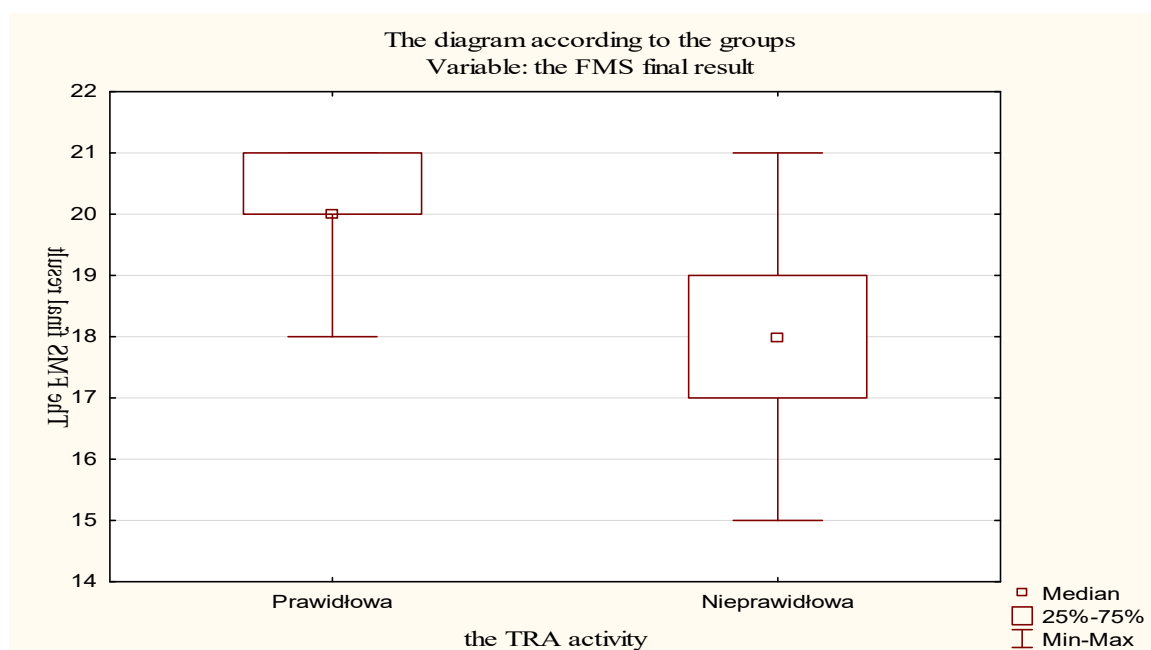 The diagram according to the groups
Variable: the FMS final result
22
21
20
19
18
17
16
15
14
The FMS final result
Prawidłowa
Nieprawidłowa
the TRA activity
Median
25%-75%
Min-Max